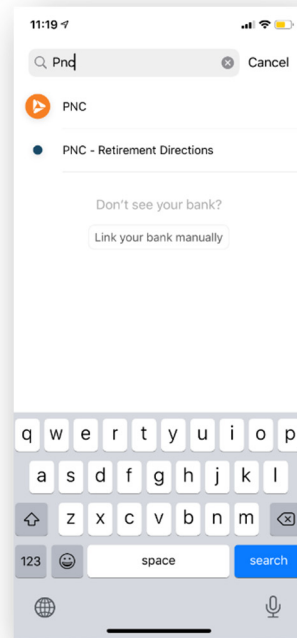 11:19
Pnc
Cancel
PNC
PNC - Retirement Directions
Don't see your bank?
Link your bank manually
q w e r t y u i o p
a s d f g h j k l
z x c v b n m
123 space search